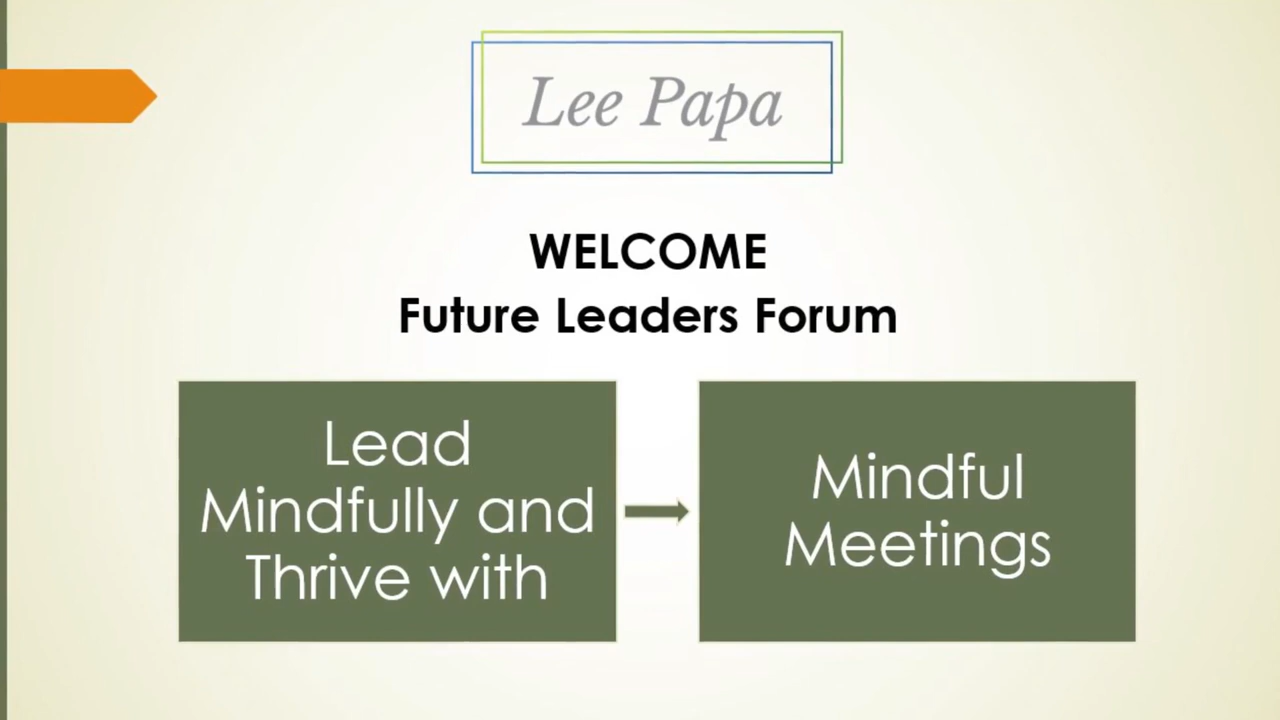 Lee Papa
WELCOME
Future Leaders Forum
Lead
Mindfully and
Thrive with
Mindful
Meetings